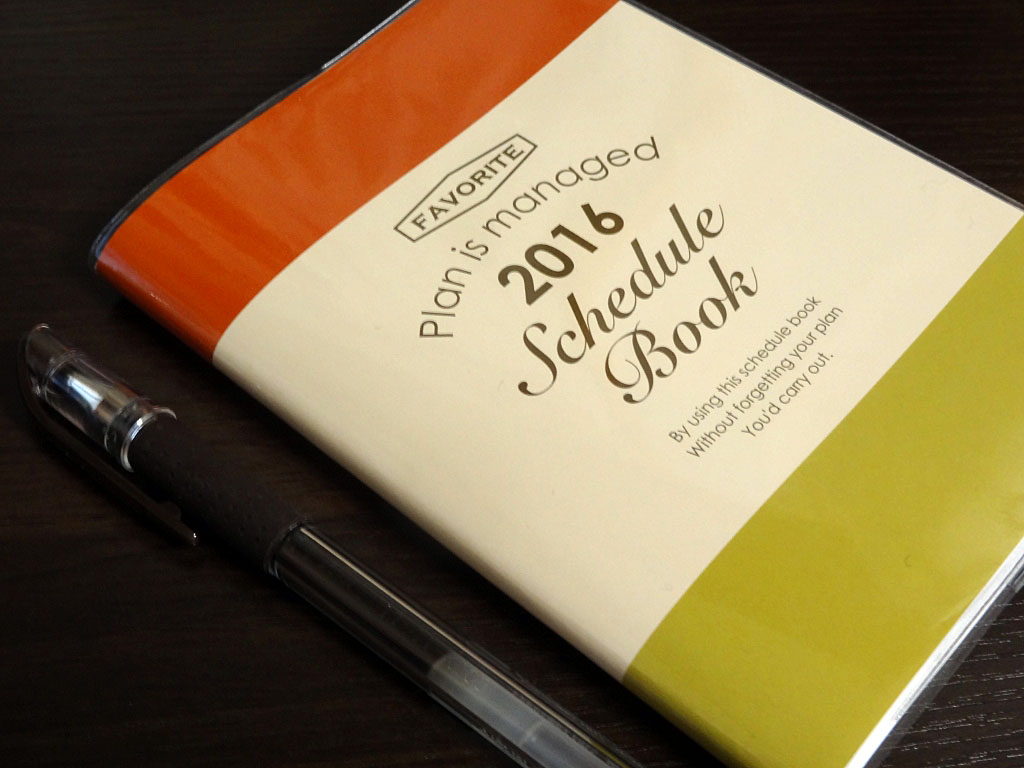 FAVORITE
Plan is managed
2016
Schedule
Book
By using this schedule book
Without forgetting your plan
You'd carry out.